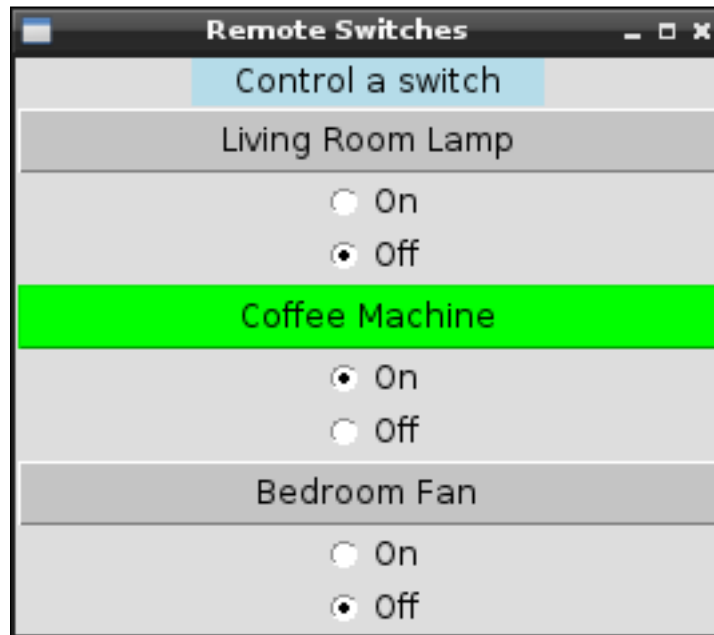 Remote Switches
Control a switch
Living Room Lamp
On
Off
Coffee Machine
On
Off
Bedroom Fan
On
Off